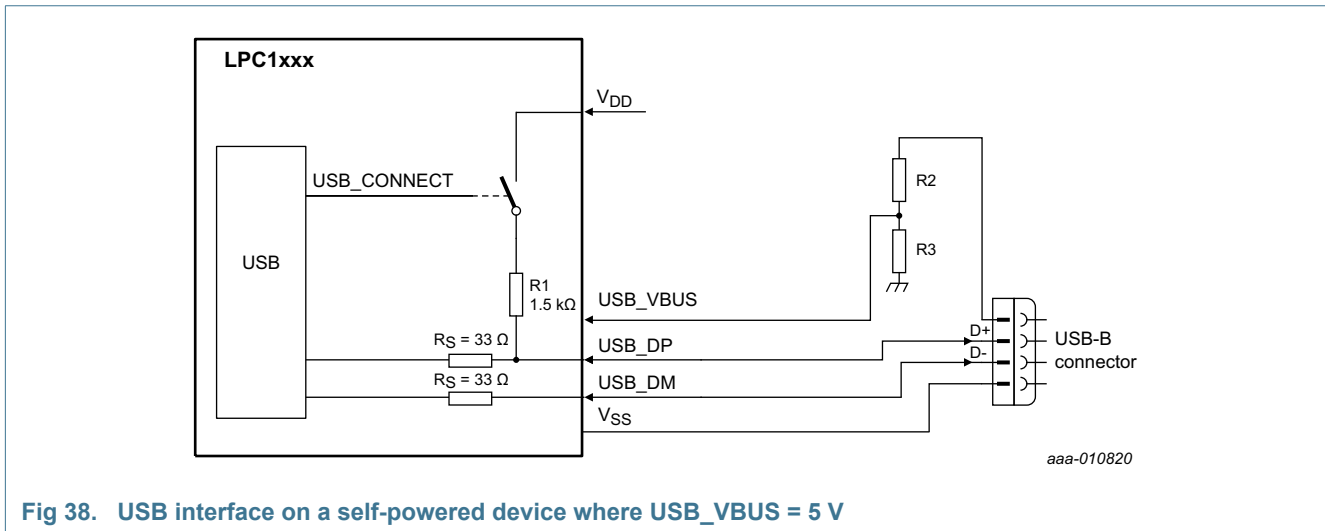 LPC1xxx
VDD
USB_CONNECT
R2
R3
USB
R1
1.5 kΩ
USB_VBUS
RS = 33 Ω
USB_DP
D+
USB-B
RS = 33 Ω
USB_DM
D-
connector
VSS
aaa-010820
Fig 38. USB interface on a self-powered device where USB_VBUS = 5 V